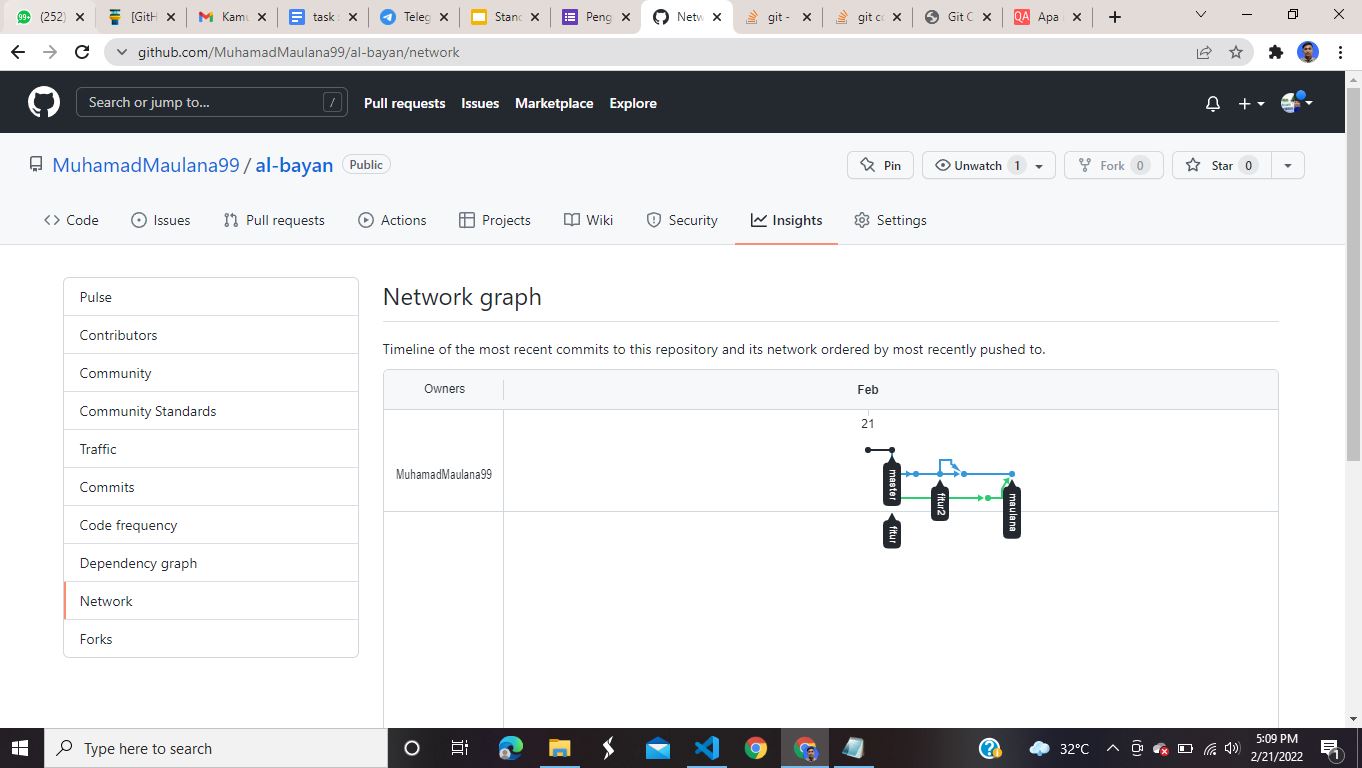 (252)
[GitH
Kamu
task
Teleg
Stand
Peng
Netw
git -
git co
Git C
Apa
github.com/MuhamadMaulana99/al-bayan/network
Search or jump to...
/
Pull requests
Issues
Marketplace
Explore
MuhamadMaulana99 / al-bayan
Public
Pin
Unwatch 1
Fork 0
Star 0
Code
Issues
Pull requests
Actions
Projects
Wiki
Security
Insights
Settings
Pulse
Contributors
Community
Community Standards
Traffic
Commits
Code frequency
Dependency graph
Network
Forks
Network graph
Timeline of the most recent commits to this repository and its network ordered by most recently pushed to.
Owners
Feb
21
MuhamadMaulana99
master
fitur2
maulana
fitur
Type here to search
32°C
5:09 PM
2/21/2022
1